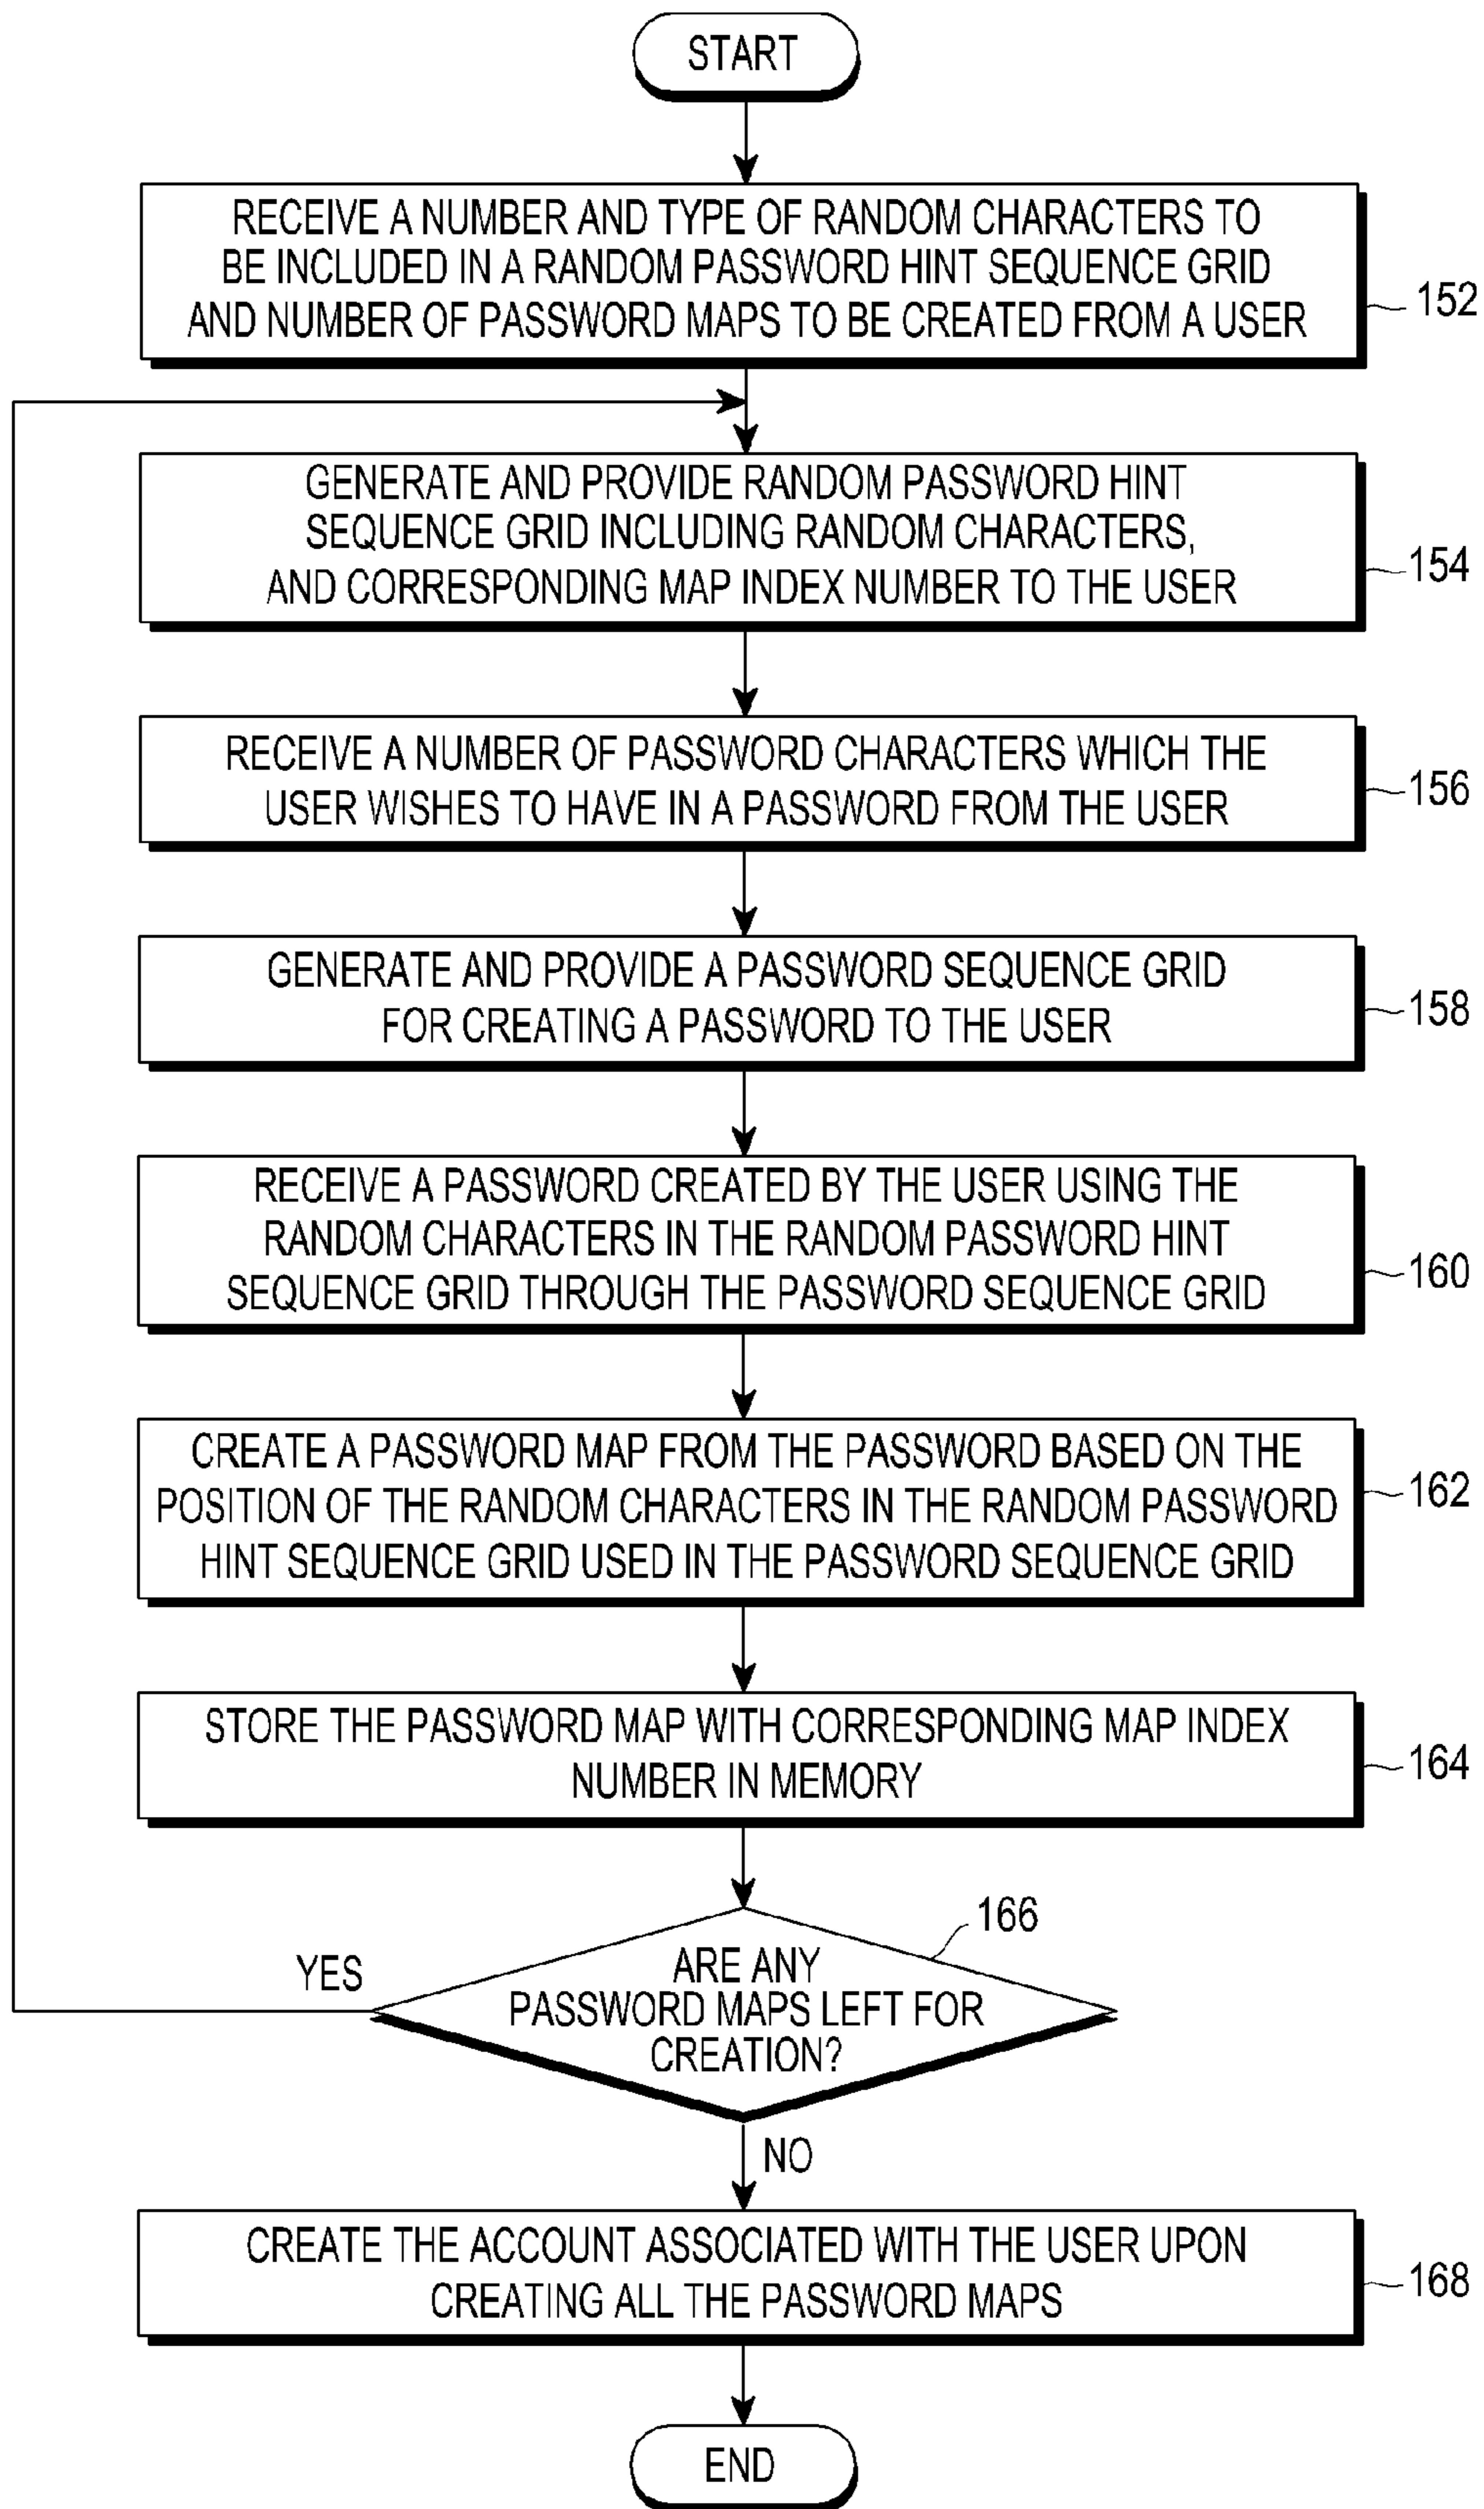 START
RECEIVE A NUMBER AND TYPE OF RANDOM CHARACTERS TO
BE INCLUDED IN A RANDOM PASSWORD HINT SEQUENCE GRID
AND NUMBER OF PASSWORD MAPS TO BE CREATED FROM A USER
152
GENERATE AND PROVIDE RANDOM PASSWORD HINT
SEQUENCE GRID INCLUDING RANDOM CHARACTERS,
AND CORRESPONDING MAP INDEX NUMBER TO THE USER
154
RECEIVE A NUMBER OF PASSWORD CHARACTERS WHICH THE
USER WISHES TO HAVE IN A PASSWORD FROM THE USER
156
GENERATE AND PROVIDE A PASSWORD SEQUENCE GRID
FOR CREATING A PASSWORD TO THE USER
158
RECEIVE A PASSWORD CREATED BY THE USER USING THE
RANDOM CHARACTERS IN THE RANDOM PASSWORD HINT
SEQUENCE GRID THROUGH THE PASSWORD SEQUENCE GRID
160
CREATE A PASSWORD MAP FROM THE PASSWORD BASED ON THE
POSITION OF THE RANDOM CHARACTERS IN THE RANDOM PASSWORD
HINT SEQUENCE GRID USED IN THE PASSWORD SEQUENCE GRID
162
STORE THE PASSWORD MAP WITH CORRESPONDING MAP INDEX
NUMBER IN MEMORY
164
166
YES
ARE ANY
PASSWORD MAPS LEFT FOR
CREATION?
NO
CREATE THE ACCOUNT ASSOCIATED WITH THE USER UPON
CREATING ALL THE PASSWORD MAPS
168
END